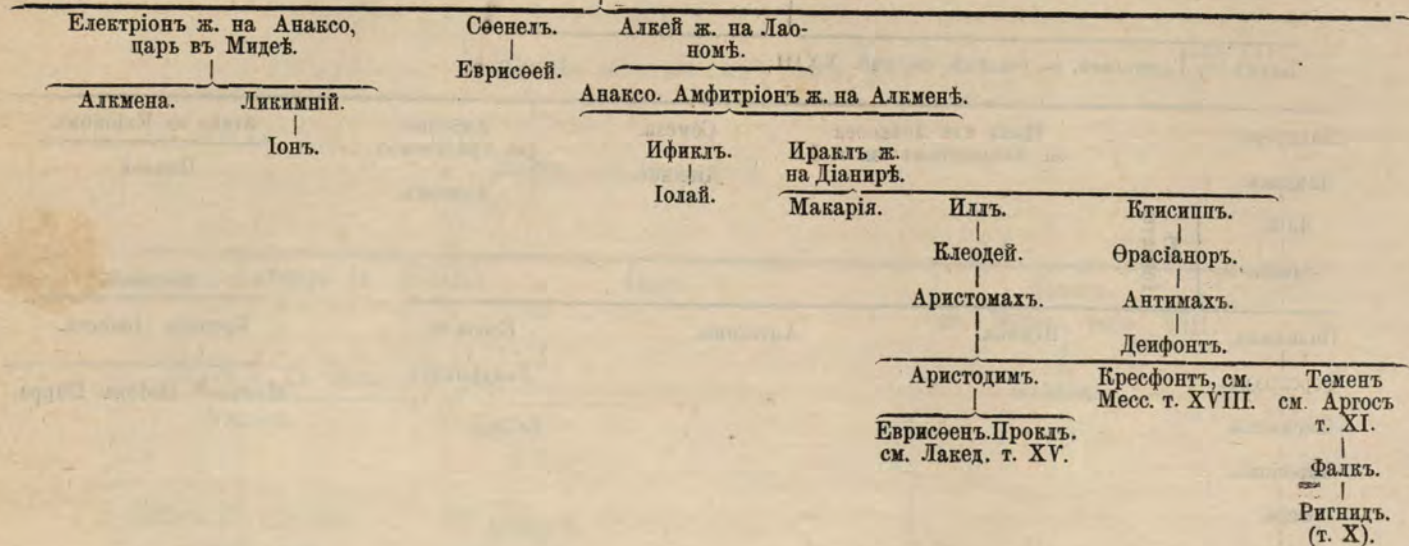 Електріонъ ж. на Анаксо, Сѳенелъ. Алкей ж. на Лао-
царь въ Мидеѣ. номѣ.
Еврисѳей.
Алкмена. Ликимній. Анаксо. Амфитріонъ ж. на Алкменѣ.
Іонъ. Ификлъ. Ираклъ ж.
на Діанирѣ.
Іолай. Макарія. Иллъ. Ктисиппъ.
Клеодей. Ѳрасіаноръ.
Аристомахъ. Антимахъ.
Деифонтъ.
Аристодимъ. Кресфонтъ, см. Теменъ
Месс. т. XVIII. см. Аргосъ
т. XI.
Еврисѳенъ. Проклъ.
см. Лакед. т. XV.
Фалкъ.
Ригнидъ.
(т. X).